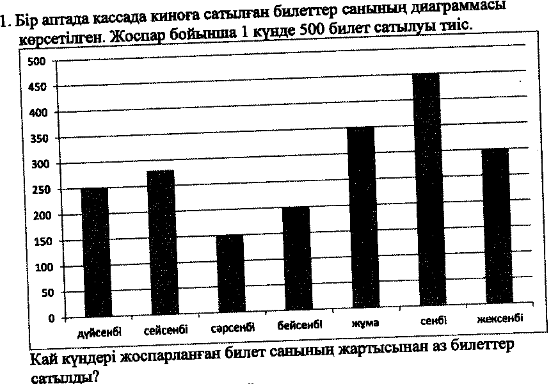 1. Бір аптада кассада киноға сатылған билеттер санының диаграммасы
көрсетілген. Жоспар бойынша 1 күнде 500 билет сатылуы тиіс.
500
450
400
350
300
250
200
150
100
50
0
дүйсенбі сейсенбі сәрсенбі бейсенбі жұма сенбі жексенбі
Кай күндері жоспарланған билет санының жартысынан аз билеттер
сатылды?